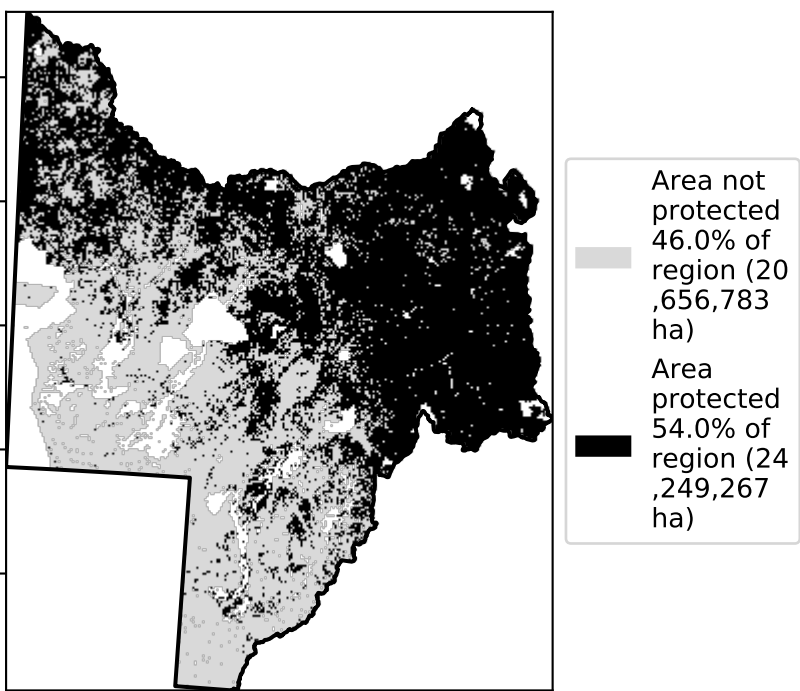 Area not
protected
46.0% of
region (20
,656,783
ha)
Area
protected
54.0% of
region (24
,249,267
ha)